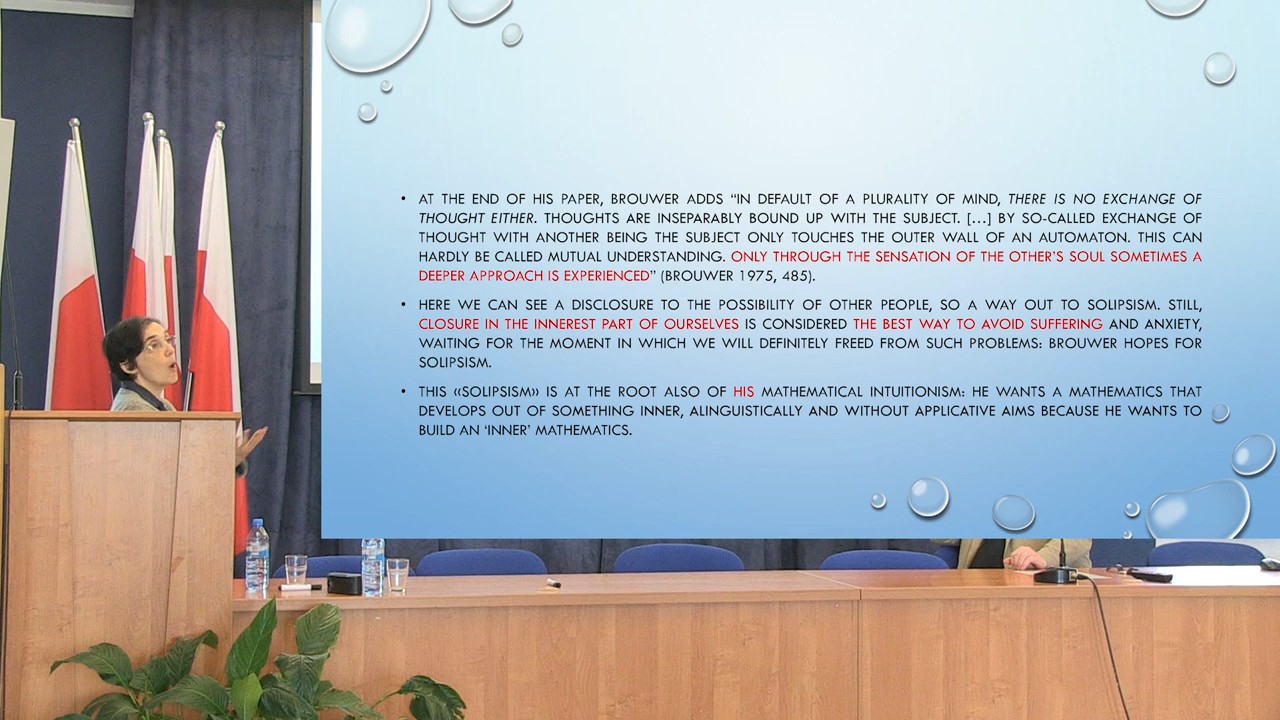 • AT THE END OF HIS PAPER, BROUWER ADDS “IN DEFAULT OF A PLURALITY OF MIND, THERE IS NO EXCHANGE OF
THOUGHT EITHER. THOUGHTS ARE INSEPARABLY BOUND UP WITH THE SUBJECT. […] BY SO-CALLED EXCHANGE OF
THOUGHT WITH ANOTHER BEING THE SUBJECT ONLY TOUCHES THE OUTER WALL OF AN AUTOMATON. THIS CAN
HARDLY BE CALLED MUTUAL UNDERSTANDING. ONLY THROUGH THE SENSATION OF THE OTHER’S SOUL SOMETIMES A
DEEPER APPROACH IS EXPERIENCED” (BROUWER 1975, 485).
• HERE WE CAN SEE A DISCLOSURE TO THE POSSIBILITY OF OTHER PEOPLE, SO A WAY OUT TO SOLIPSISM. STILL,
CLOSURE IN THE INNEREST PART OF OURSELVES IS CONSIDERED THE BEST WAY TO AVOID SUFFERING AND ANXIETY,
WAITING FOR THE MOMENT IN WHICH WE WILL DEFINITELY FREED FROM SUCH PROBLEMS: BROUWER HOPES FOR
SOLIPSISM.
• THIS «SOLIPSISM» IS AT THE ROOT ALSO OF HIS MATHEMATICAL INTUITIONISM: HE WANTS A MATHEMATICS THAT
DEVELOPS OUT OF SOMETHING INNER, ALINGUISTICALLY AND WITHOUT APPLICATIVE AIMS BECAUSE HE WANTS TO
BUILD AN ‘INNER’ MATHEMATICS.